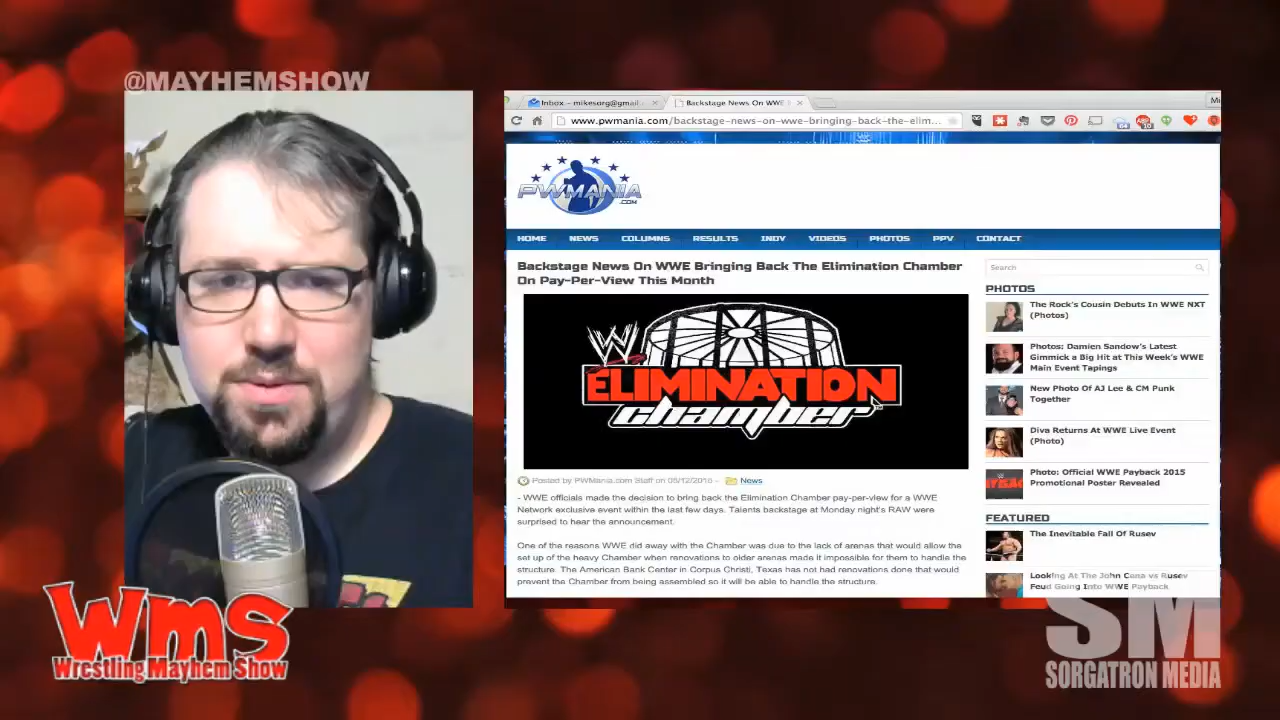 @MAYHEMSHOW
Inbox – mikesorg@gmail.
Backstage News On WWE
Mi
www.pwmania.com/backstage-news-on-wwe-bringing-back-the-elim...
PWMANIA
.COM
HOME NEWS COLUMNS RESULTS INDY VIDEOS PHOTOS PPV CONTACT
Backstage News On WWE Bringing Back The Elimination Chamber
On Pay-Per-View This Month
W
ELIMINATION
chamber
Posted by PWMania.com Staff on 05/12/2015 – News
- WWE officials made the decision to bring back the Elimination Chamber pay-per-view for a WWE
Network exclusive event within the last few days. Talents backstage at Monday night's RAW were
surprised to hear the announcement.
One of the reasons WWE did away with the Chamber was due to the lack of arenas that would allow the
set up of the heavy Chamber when renovations to older arenas made it impossible for them to handle the
structure. The American Bank Center in Corpus Christi, Texas has not had renovations done that would
prevent the Chamber from being assembled so it will be able to handle the structure.
Search
PHOTOS
The Rock's Cousin Debuts In WWE NXT
(Photos)
Photos: Damien Sandow's Latest
Gimmick a Big Hit at This Week's WWE
Main Event Tapings
New Photo Of AJ Lee & CM Punk
Together
Diva Returns At WWE Live Event
(Photo)
Photo: Official WWE Payback 2015
Promotional Poster Revealed
FEATURED
The Inevitable Fall Of Rusev
Looking At The John Cena vs Rusev
Feud Going Into WWE Payback
wms
Wrestling Mayhem Show
SM
SORGATRON MEDIA